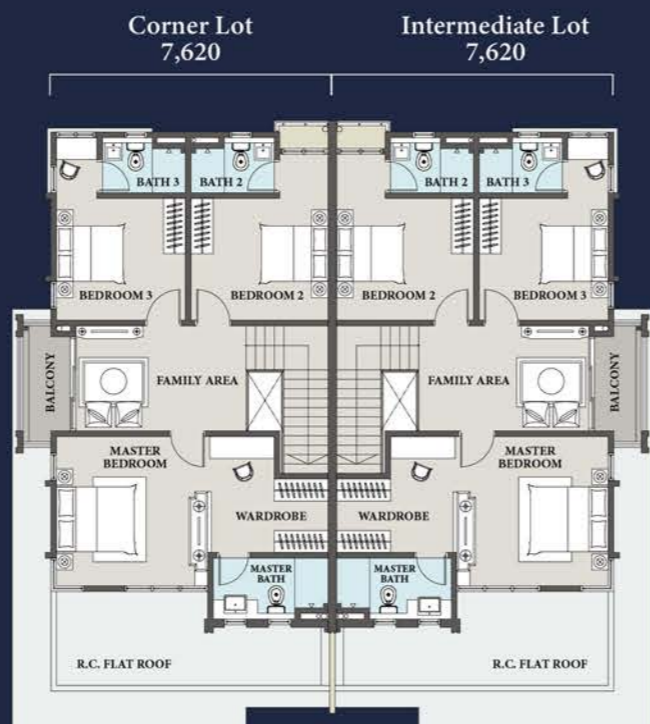 Corner Lot
7,620
Intermediate Lot
7,620
BATH 3
BATH 2
BATH 2
BATH 3
BEDROOM 3
BEDROOM 2
BEDROOM 2
BEDROOM 3
BALCONY
FAMILY AREA
FAMILY AREA
BALCONY
MASTER
BEDROOM
MASTER
BEDROOM
WARDROBE
WARDROBE
MASTER
BATH
MASTER
BATH
R.C. FLAT ROOF
R.C. FLAT ROOF